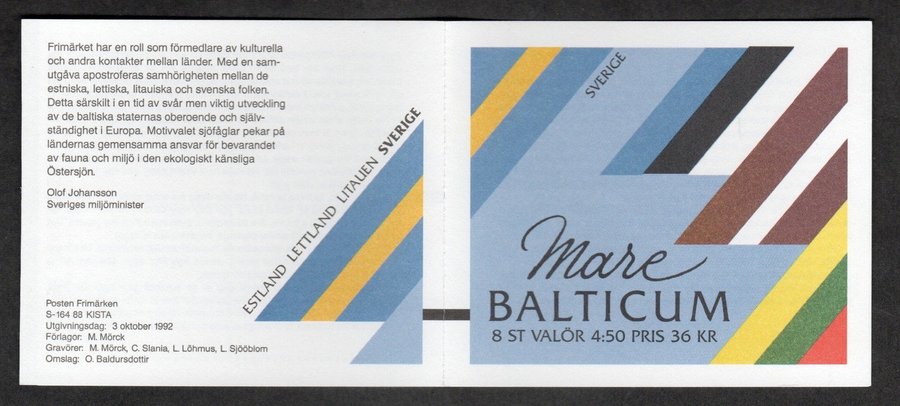 Frimärket har en roll som förmedlare av kulturella
och andra kontakter mellan länder. Med en sam-
utgåva apostroferas samhörigheten mellan de
estniska, lettiska, litauiska och svenska folken.
Detta särskilt i en tid av svår men viktig utveckling
av de baltiska staternas oberoende och själv-
ständighet i Europa. Motivvalet sjöfåglar pekar på
ländernas gemensamma ansvar för bevarandet
av fauna och miljö i den ekologiskt känsliga
Östersjön.
Olof Johansson
Sveriges miljöminister
Posten Frimärken
S-164 88 KISTA
Utgivningsdag: 3 oktober 1992
Förlagor: M. Mörck
Gravörer: M. Mörck, C. Slania, L. Lõhmus, L. Sjööblom
Omslag: O. Baldursdottir
ESTLAND LETTLAND LITAUEN SVERIGE
SVERIGE
Mare
BALTICUM
8 ST VALÖR 4:50 PRIS 36 KR